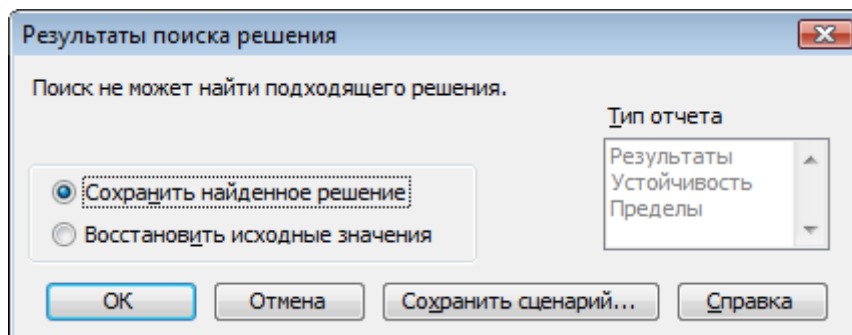 Результаты поиска решения
Поиск не может найти подходящего решения.
Тип отчета
Результаты
Устойчивость
Пределы
Сохранить найденное решение
Восстановить исходные значения
ОК
Отмена
Сохранить сценарий...
Справка